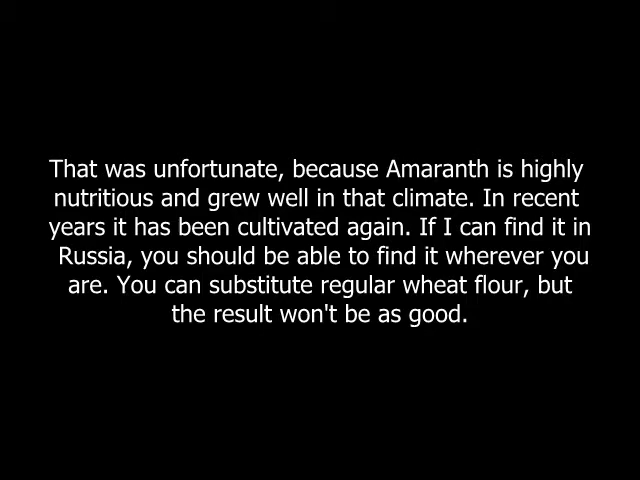 That was unfortunate, because Amaranth is highly
nutritious and grew well in that climate. In recent
years it has been cultivated again. If I can find it in
Russia, you should be able to find it wherever you
are. You can substitute regular wheat flour, but
the result won't be as good.